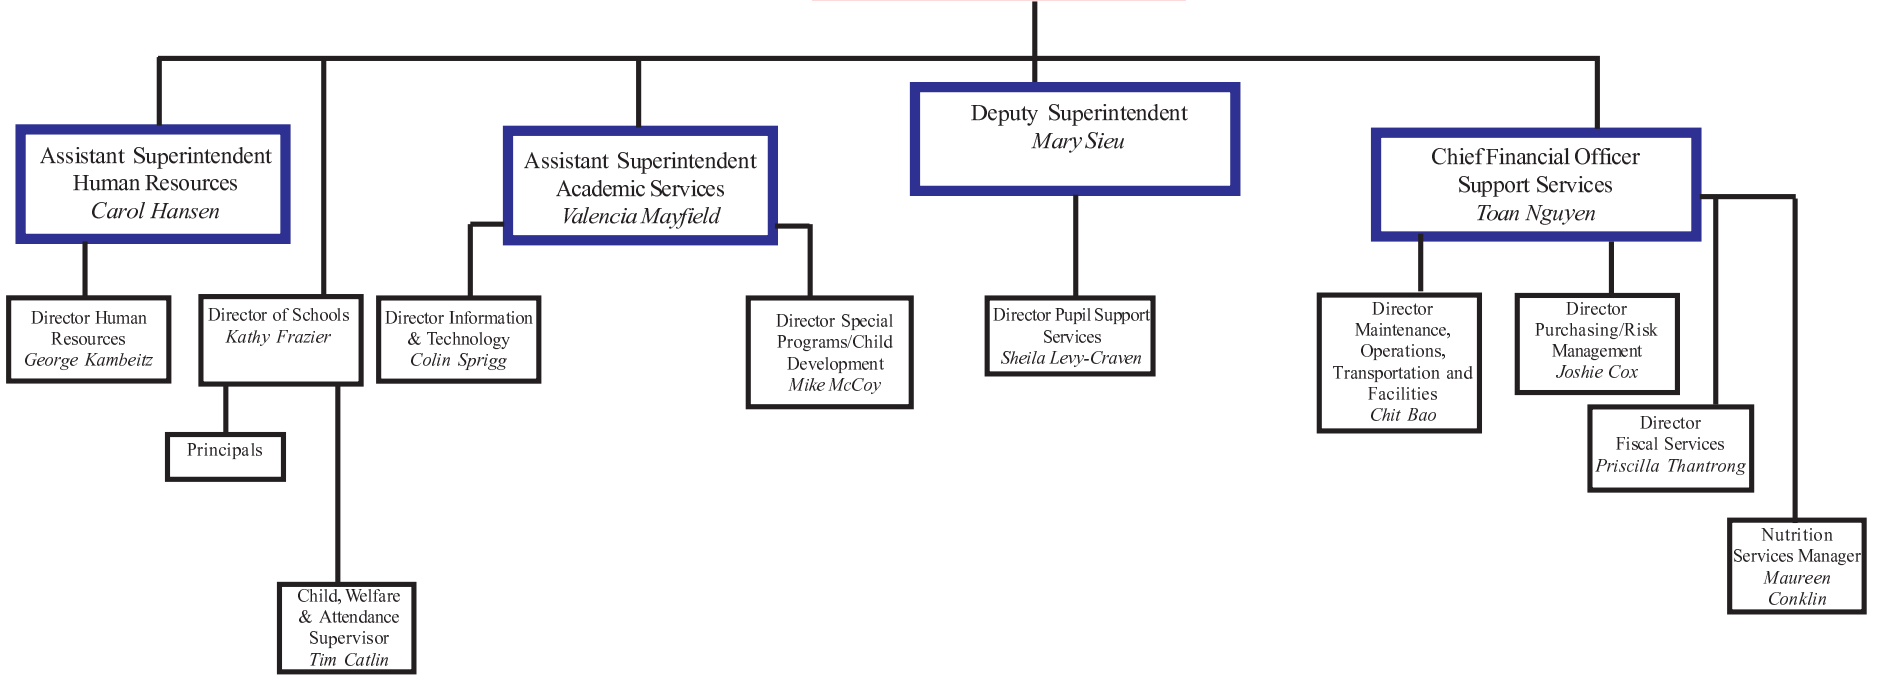 Deputy Superintendent
Mary Sieu
Assistant Superintendent
Human Resources
Carol Hansen
Assistant Superintendent
Academic Services
Valencia Mayfield
Chief Financial Officer
Support Services
Toan Nguyen
Director Human
Resources
George Kambeitz
Director of Schools
Kathy Frazier
Director Information
& Technology
Colin Sprigg
Director Special
Programs/Child
Development
Mike McCoy
Director Pupil Support
Services
Sheila Levy-Craven
Director
Maintenance,
Operations,
Transportation and
Facilities
Chit Bao
Director
Purchasing/Risk
Management
Joshie Cox
Director
Fiscal Services
Priscilla Thantrong
Principals
Nutrition
Services Manager
Maureen
Conklin
Child, Welfare
& Attendance
Supervisor
Tim Catlin